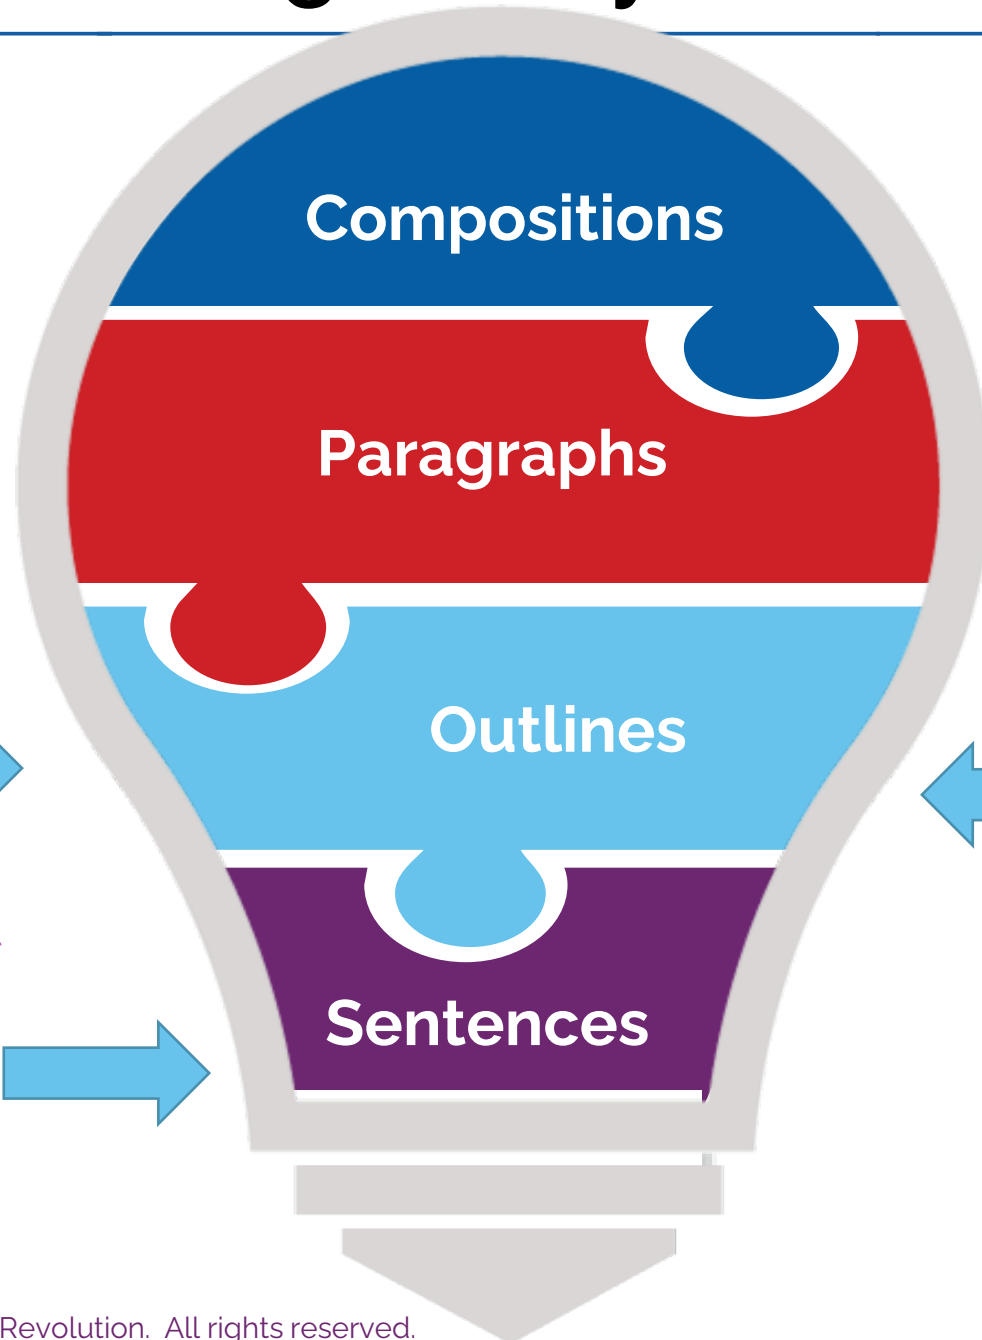 Compositions
Paragraphs
Outlines
Sentences
Revolution. All rights reserved.